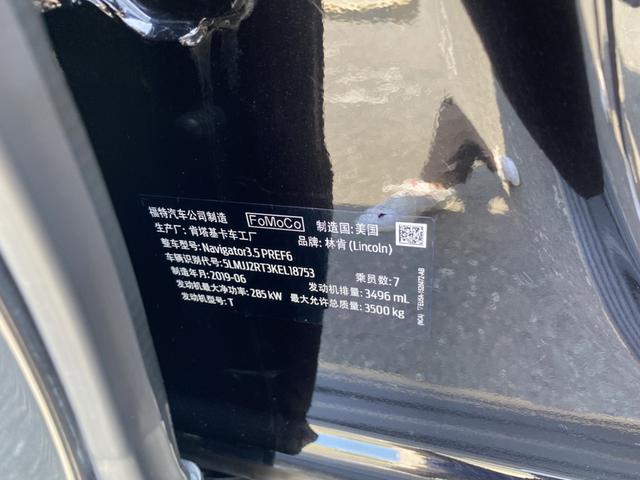 福特汽车公司制造 FoMoCo 制造国:美国
生产厂: 肯塔基卡车工厂 品牌: 林肯 (Lincoln)
整车型号: Navigator3.5 PREF6
车辆识别代号: 5LMJJ2RT3KEL18753 乘员数: 7
制造年月: 2019-06 发动机排量: 3496 mL
发动机最大净功率: 285 kW 最大允许总质量: 3500 kg
发动机型号: T
(NCA)